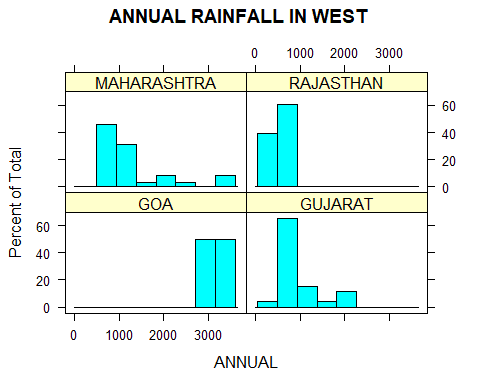 ANNUAL RAINFALL IN WEST
0 1000 2000 3000
MAHARASHTRA RAJASTHAN
60
40
20
0
GOA GUJARAT
60
40
20
0
0 1000 2000 3000
Percent of Total
ANNUAL